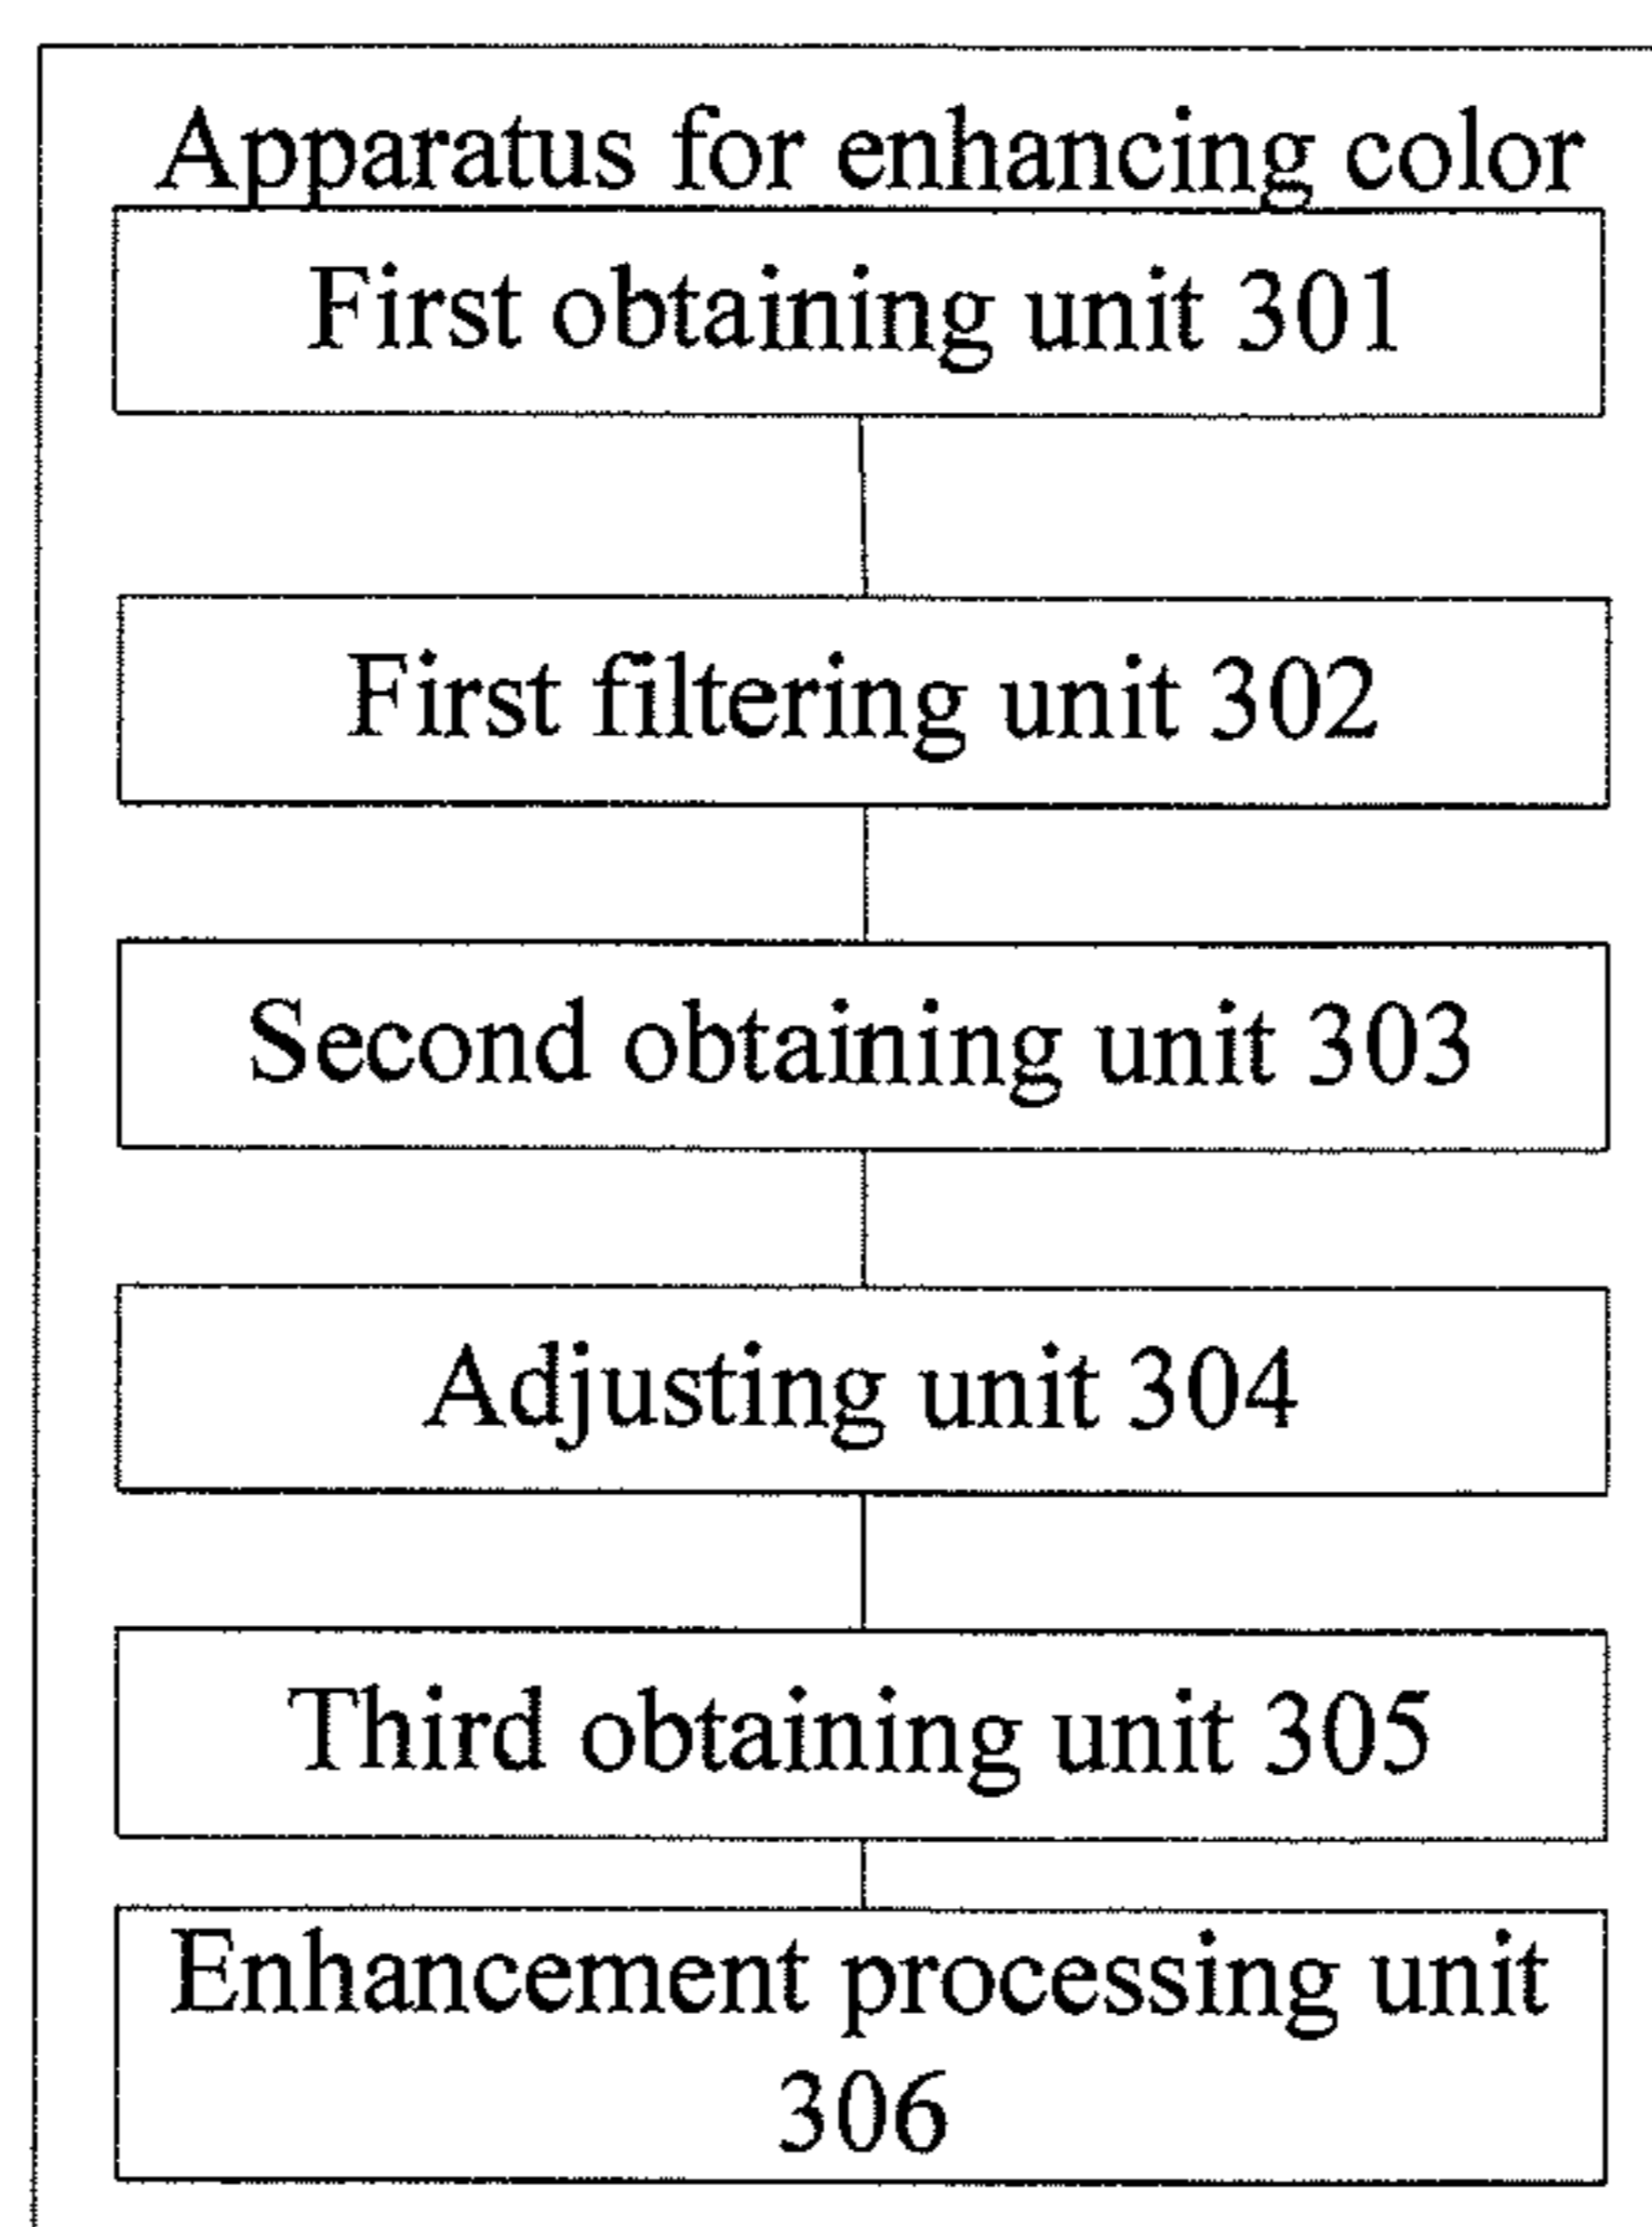 Apparatus for enhancing color
First obtaining unit 301
First filtering unit 302
Second obtaining unit 303
Adjusting unit 304
Third obtaining unit 305
Enhancement processing unit
306